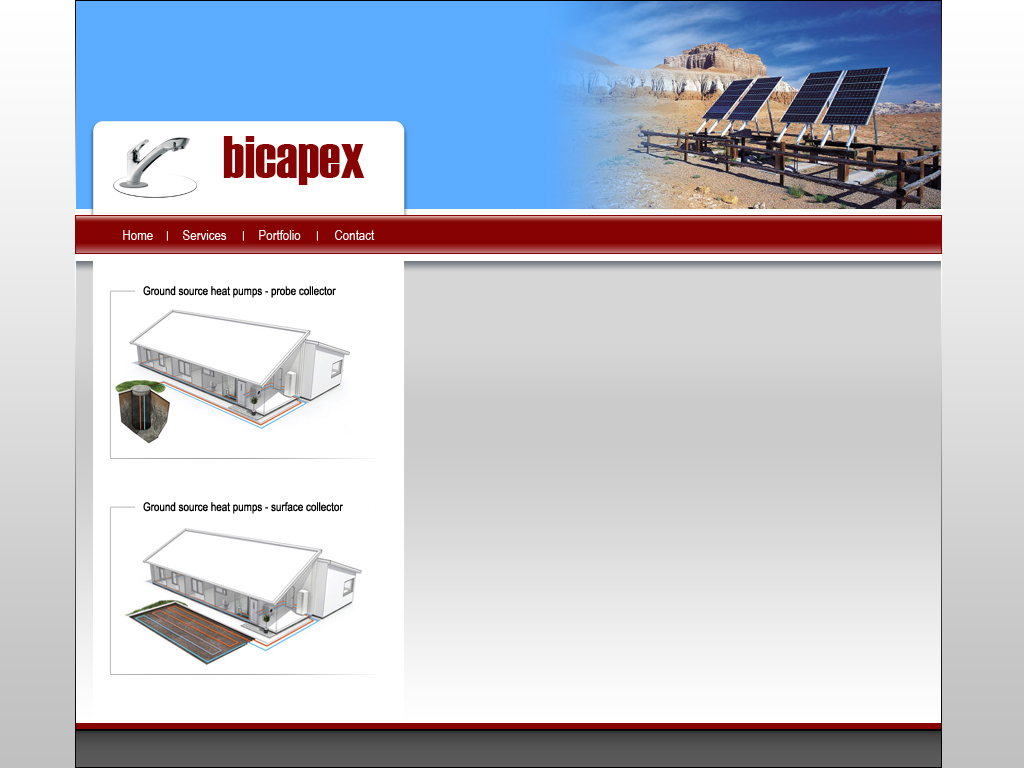 bicapex
Home | Services | Portfolio | Contact
Ground source heat pumps - probe collector
Ground source heat pumps - surface collector